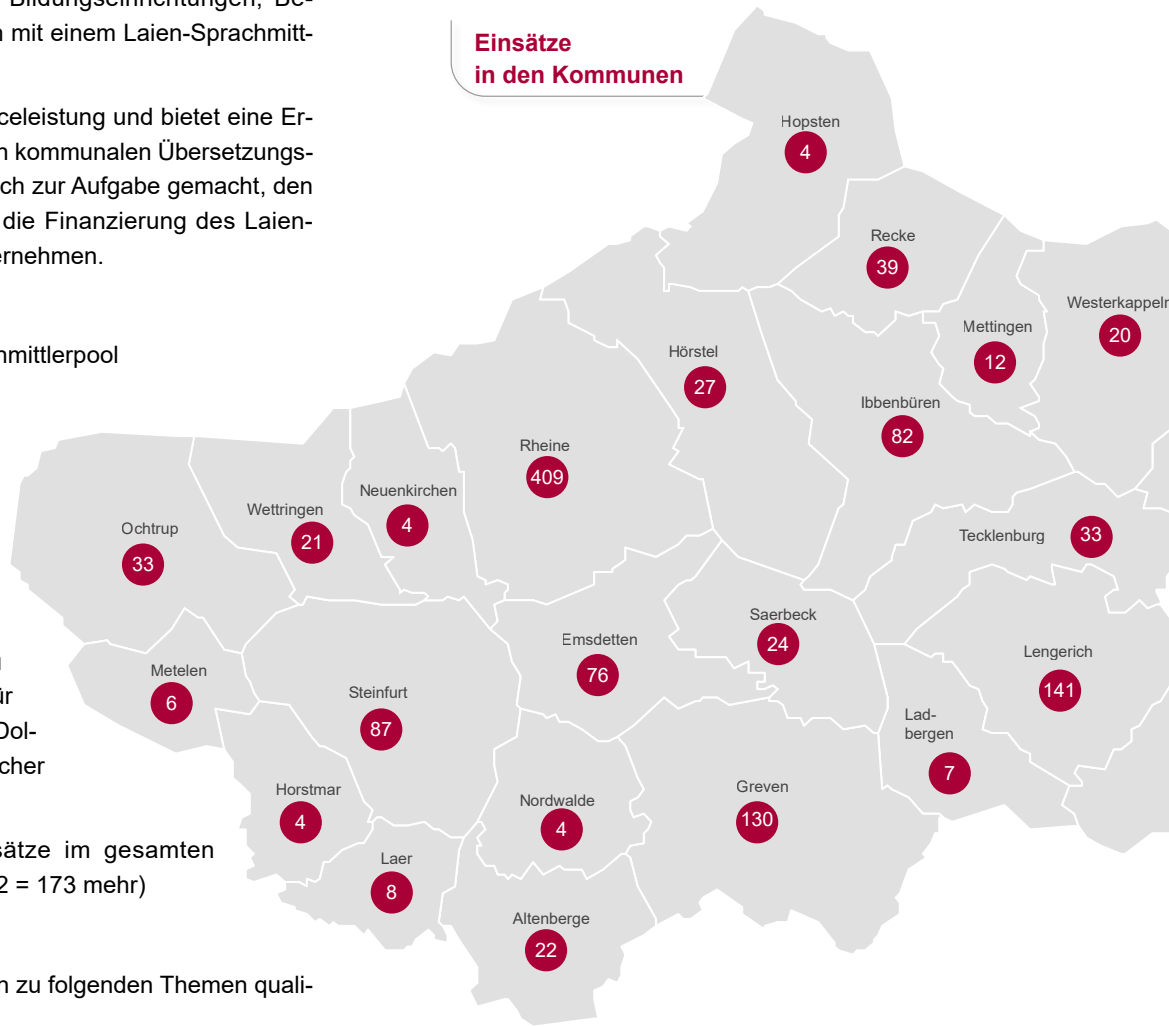 Bildungseinrichtungen, Be-
mit einem Laien-Sprachmitt-
celeistung und bietet eine Er-
n kommunalen Übersetzungs-
ch zur Aufgabe gemacht, den
die Finanzierung des Laien-
ernehmen.
nmittlerpool
ür
Dol-
cher
sätze im gesamten
2 = 173 mehr)
n zu folgenden Themen quali-
Einsätze
in den Kommunen
Hopsten
4
Recke
39
Westerkappeln
20
Mettingen
12
Hörstel
27
Ibbenbüren
82
Rheine
409
Neuenkirchen
4
Wettringen
21
Ochtrup
33
Tecklenburg
33
Saerbeck
24
Emsdetten
76
Lengerich
141
Metelen
6
Steinfurt
87
Lad-
bergen
7
Horstmar
4
Nordwalde
4
Greven
130
Laer
8
Altenberge
22